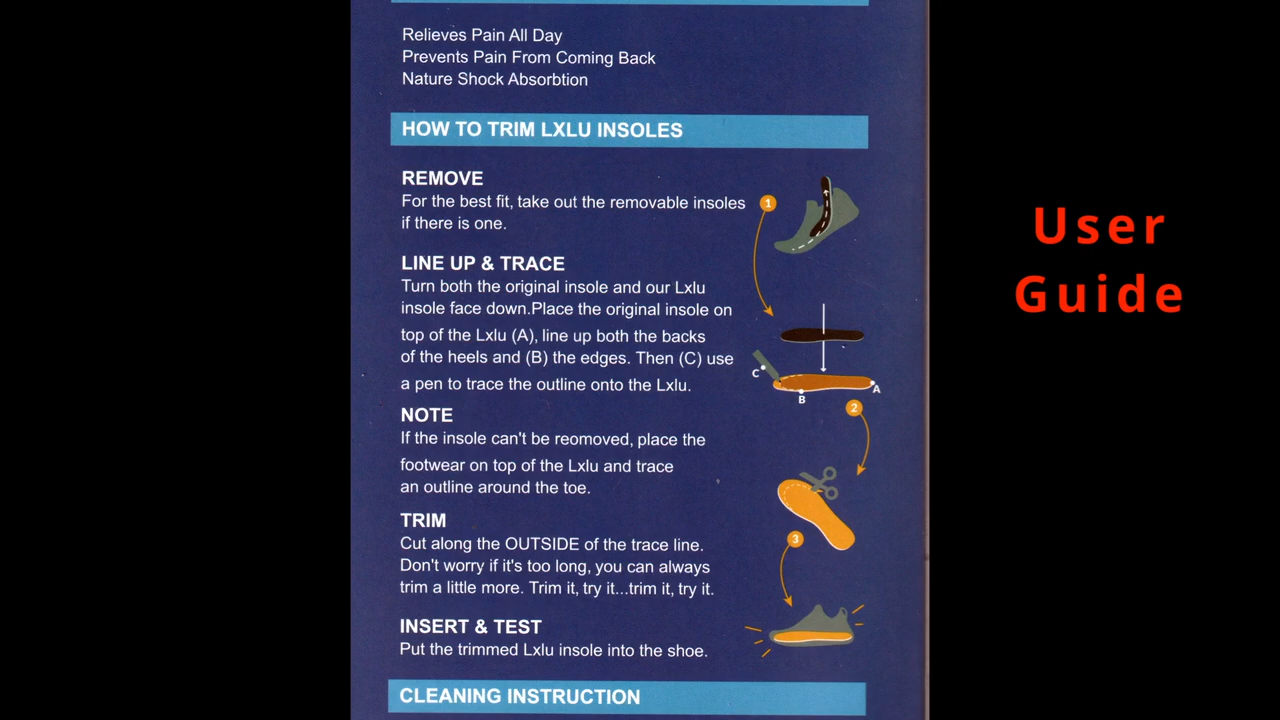 Relieves Pain All Day
Prevents Pain From Coming Back
Nature Shock Absorbtion
HOW TO TRIM LXLU INSOLES
REMOVE
For the best fit, take out the removable insoles
if there is one.
1
LINE UP & TRACE
Turn both the original insole and our Lxlu
insole face down.Place the original insole on
top of the Lxlu (A), line up both the backs
of the heels and (B) the edges. Then (C) use
a pen to trace the outline onto the Lxlu.
C
A
B
2
NOTE
If the insole can't be reomoved, place the
footwear on top of the Lxlu and trace
an outline around the toe.
TRIM
Cut along the OUTSIDE of the trace line.
Don't worry if it's too long, you can always
trim a little more. Trim it, try it...trim it, try it.
3
INSERT & TEST
Put the trimmed Lxlu insole into the shoe.
CLEANING INSTRUCTION
User
Guide